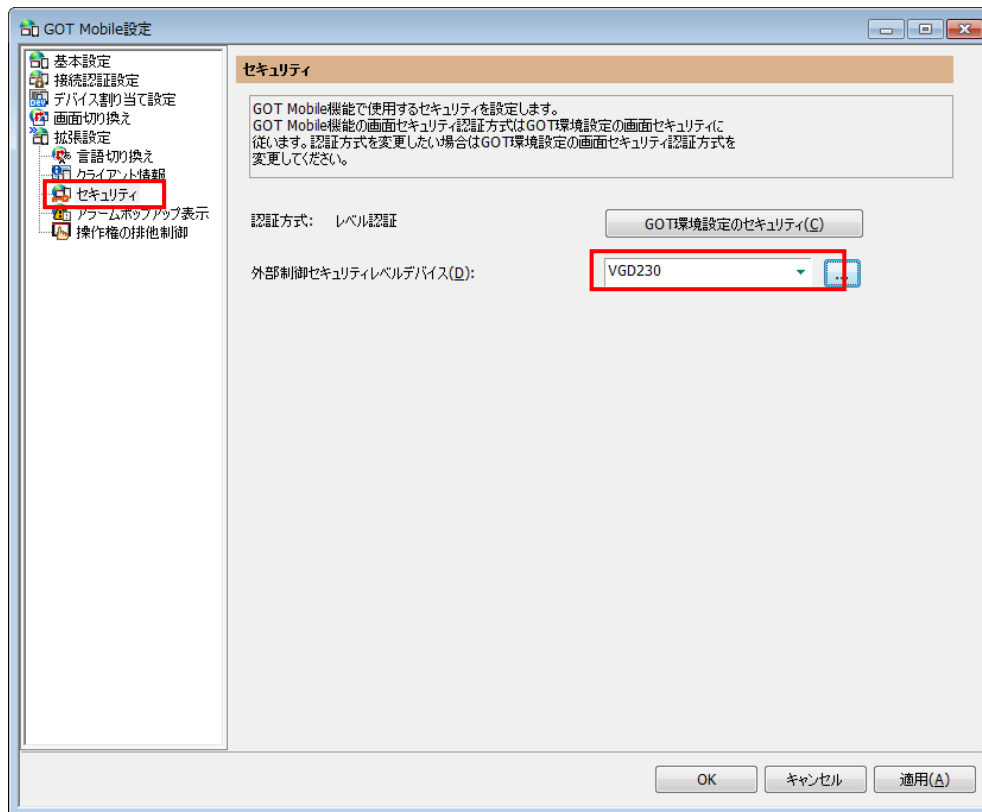 GOT Mobile設定
基本設定
接続認証設定
デバイス割り当て設定
画面切り換え
拡張設定
言語切り換え
クライアント情報
セキュリティ
アラームポップアップ表示
操作権の排他制御
セキュリティ
GOT Mobile機能で使用するセキュリティを設定します。
GOT Mobile機能の画面セキュリティ認証方式はGOT環境設定の画面セキュリティに
従います。認証方式を変更したい場合はGOT環境設定の画面セキュリティ認証方式を
変更してください。
認証方式: レベル認証
GOT環境設定のセキュリティ(C)
外部制御セキュリティレベルデバイス(D):
VGD230
...
OK
キャンセル
適用(A)